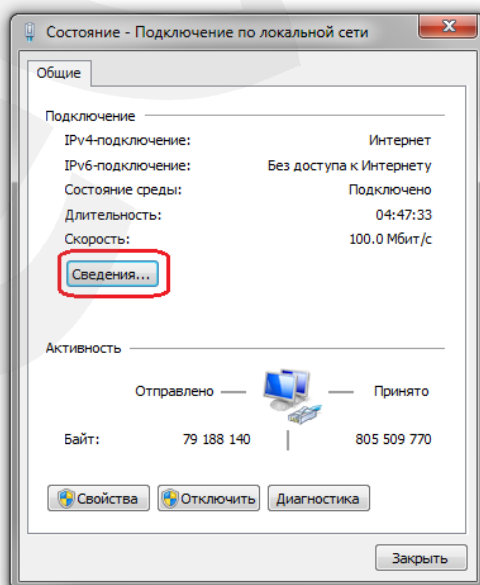 Состояние - Подключение по локальной сети
Общие
Подключение
IPv4-подключение: Интернет
IPv6-подключение: Без доступа к Интернету
Состояние среды: Подключено
Длительность: 04:47:33
Скорость: 100.0 Мбит/с
Сведения...
Активность
Отправлено — — Принято
Байт: 79 188 140 | 805 509 770
Свойства Отключить Диагностика
Закрыть